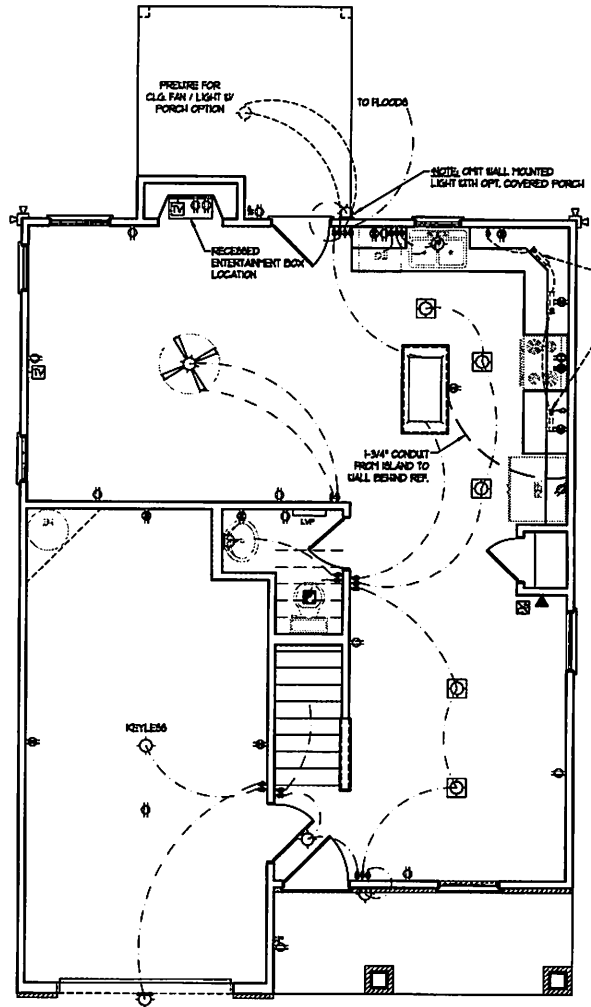 PREWIRE FOR
CLG. FAN / LIGHT W/
PORCH OPTION
TO FLOODS
NOTE: OMIT WALL MOUNTED
LIGHT WITH OPT. COVERED PORCH
TV
RECESSED
ENTERTAINMENT BOX
LOCATION
TV
1-3/4" CONDUIT
FROM ISLAND TO
WALL BEHIND REF.
REF.
KEYLESS